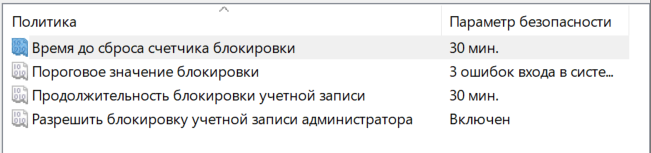 Политика Параметр безопасности
Время до сброса счетчика блокировки 30 мин.
Пороговое значение блокировки 3 ошибок входа в систе...
Продолжительность блокировки учетной записи 30 мин.
Разрешить блокировку учетной записи администратора Включен